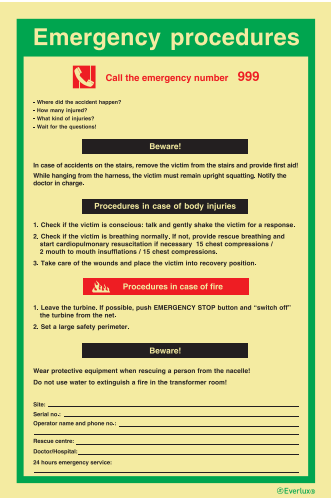 Emergency procedures
Call the emergency number 999
- Where did the accident happen?
- How many injured?
- What kind of injuries?
- Wait for the questions!
Beware!
In case of accidents on the stairs, remove the victim from the stairs and provide first aid!
While hanging from the harness, the victim must remain upright squatting. Notify the
doctor in charge.
Procedures in case of body injuries
1. Check if the victim is conscious: talk and gently shake the victim for a response.
2. Check if the victim is breathing normally, if not, provide rescue breathing and
start cardiopulmonary resuscitation if necessary 15 chest compressions /
2 mouth to mouth insufflations / 15 chest compressions.
3. Take care of the wounds and place the victim into recovery position.
Procedures in case of fire
1. Leave the turbine. If possible, push EMERGENCY STOP button and “switch off”
the turbine from the net.
2. Set a large safety perimeter.
Beware!
Wear protective equipment when rescuing a person from the nacelle!
Do not use water to extinguish a fire in the transformer room!
Site:
Serial no.:
Operator name and phone no.:
Rescue centre:
Doctor/Hospital:
24 hours emergency service:
®Everlux®